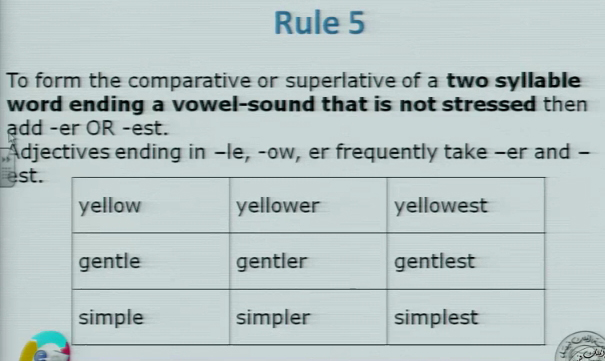 Rule 5
To form the comparative or superlative of a two syllable
word ending a vowel-sound that is not stressed then
add -er OR -est.
Adjectives ending in –le, -ow, er frequently take –er and –
est.
yellow yellower yellowest
gentle gentler gentlest
simple simpler simplest